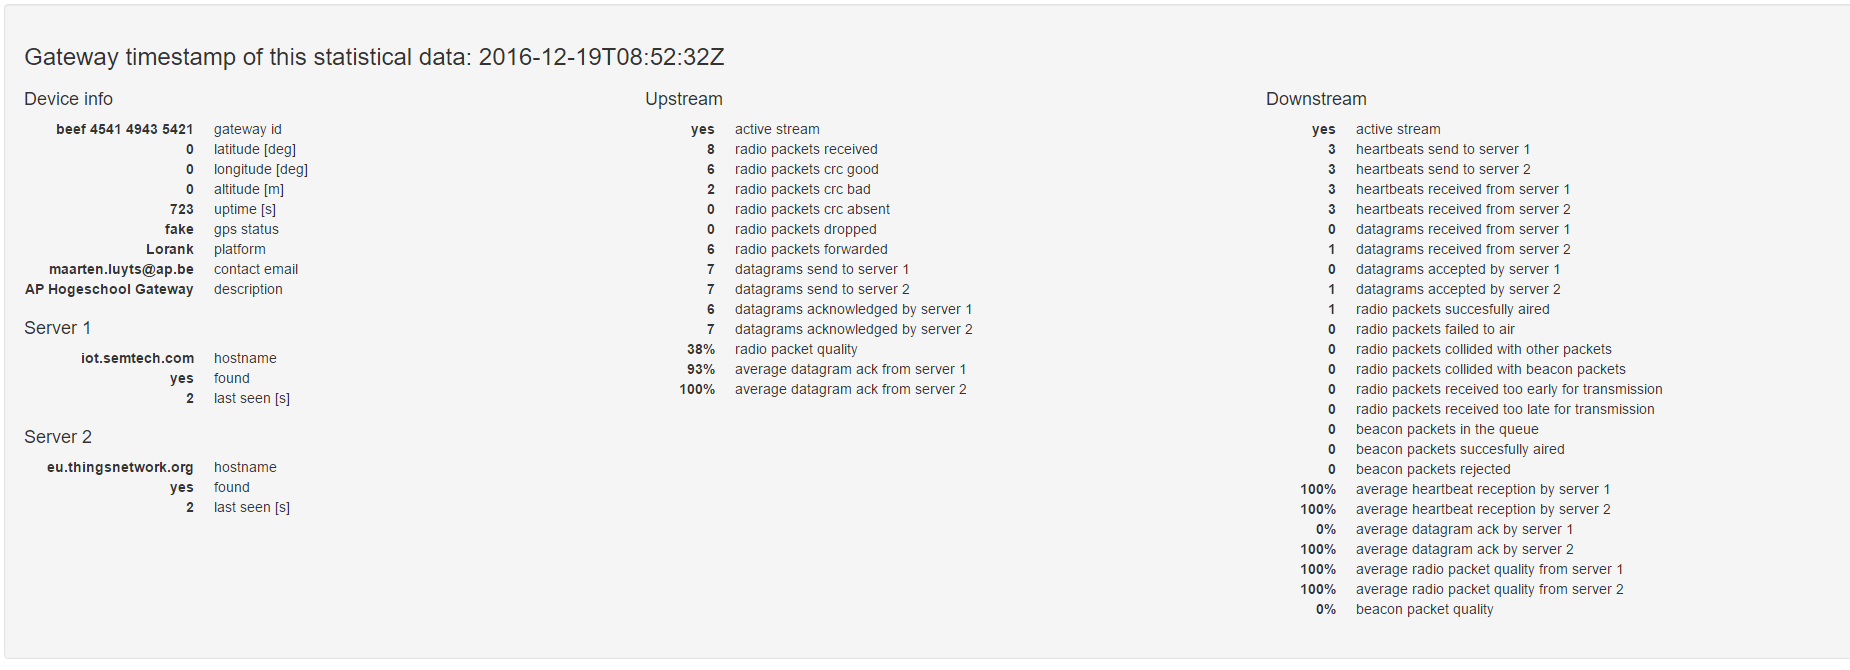 Gateway timestamp of this statistical data: 2016-12-19T08:52:32Z
Device info
beef 4541 4943 5421 gateway id
0 latitude [deg]
0 longitude [deg]
0 altitude [m]
723 uptime [s]
fake gps status
Lorank platform
maarten.luyts@ap.be contact email
AP Hogeschool Gateway description
Server 1
iot.semtech.com hostname
yes found
2 last seen [s]
Server 2
eu.thingsnetwork.org hostname
yes found
2 last seen [s]
Upstream
yes active stream
8 radio packets received
6 radio packets crc good
2 radio packets crc bad
0 radio packets crc absent
0 radio packets dropped
6 radio packets forwarded
7 datagrams send to server 1
7 datagrams send to server 2
6 datagrams acknowledged by server 1
7 datagrams acknowledged by server 2
38% radio packet quality
93% average datagram ack from server 1
100% average datagram ack from server 2
Downstream
yes active stream
3 heartbeats send to server 1
3 heartbeats send to server 2
3 heartbeats received from server 1
3 heartbeats received from server 2
0 datagrams received from server 1
1 datagrams received from server 2
0 datagrams accepted by server 1
1 datagrams accepted by server 2
1 radio packets succesfully aired
0 radio packets failed to air
0 radio packets collided with other packets
0 radio packets collided with beacon packets
0 radio packets received too early for transmission
0 radio packets received too late for transmission
0 beacon packets in the queue
0 beacon packets succesfully aired
0 beacon packets rejected
100% average heartbeat reception by server 1
100% average heartbeat reception by server 2
0% average datagram ack by server 1
100% average datagram ack by server 2
100% average radio packet quality from server 1
100% average radio packet quality from server 2
0% beacon packet quality